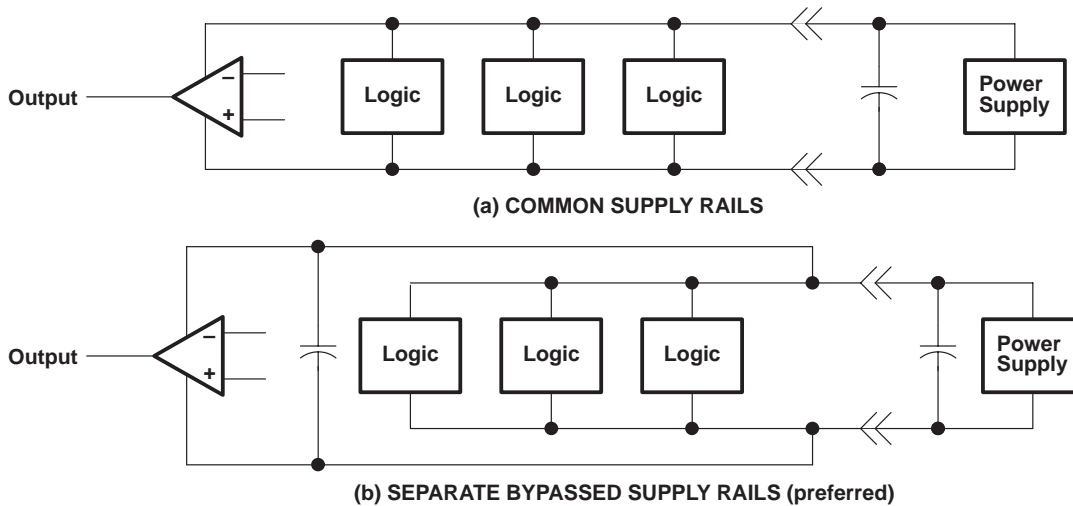 Output
−
+
Logic
Logic
Logic
Power
Supply
(a) COMMON SUPPLY RAILS
Output
−
+
Logic
Logic
Logic
Power
Supply
(b) SEPARATE BYPASSED SUPPLY RAILS (preferred)